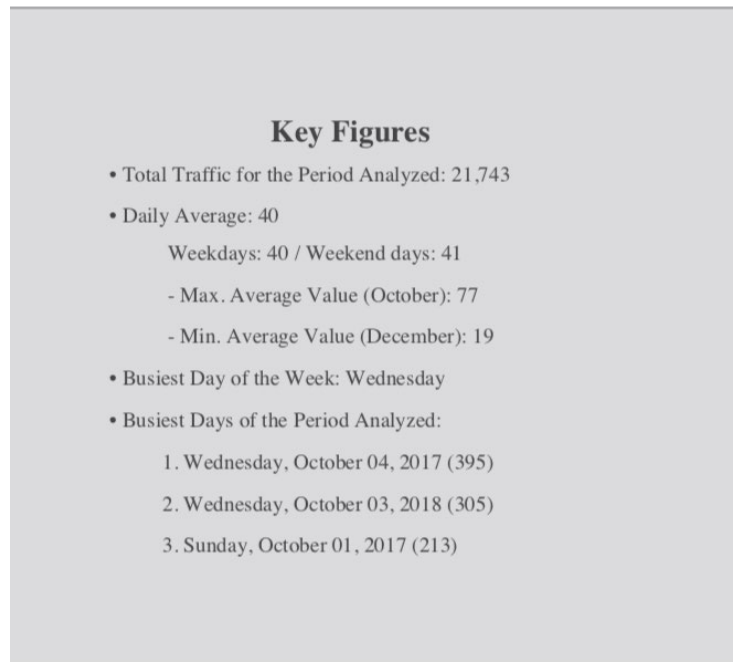 Key Figures
• Total Traffic for the Period Analyzed: 21,743
• Daily Average: 40
Weekdays: 40 / Weekend days: 41
- Max. Average Value (October): 77
- Min. Average Value (December): 19
• Busiest Day of the Week: Wednesday
• Busiest Days of the Period Analyzed:
1. Wednesday, October 04, 2017 (395)
2. Wednesday, October 03, 2018 (305)
3. Sunday, October 01, 2017 (213)